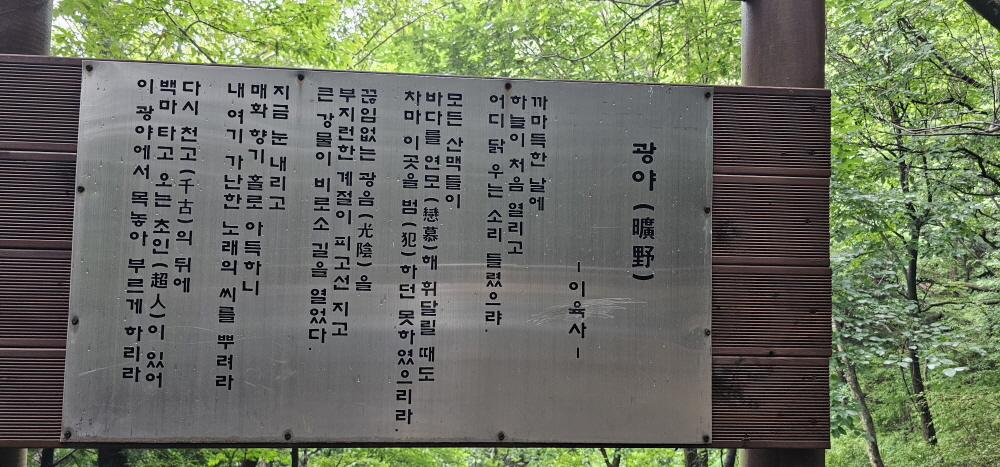 광야 (曠野)
- 이육사 -
까마득한 날에
하늘이 처음 열리고
어디 닭 우는 소리 들렸으랴
모든 산맥들이
바다를 연모(戀慕)해 휘달릴 때도
차마 이곳을 범(犯)하던 못하였으리라
끊임없는 광음(光陰)을
부지런한 계절이 피고선 지고
큰 강물이 비로소 길을 열었다.
지금 눈 내리고
매화 향기 홀로 아득하니
내 여기 가난한 노래의 씨를 뿌려라
다시 천고(千古)의 뒤에
백마 타고 오는 초인(超人)이 있어
이 광야에서 목놓아 부르게 하리라